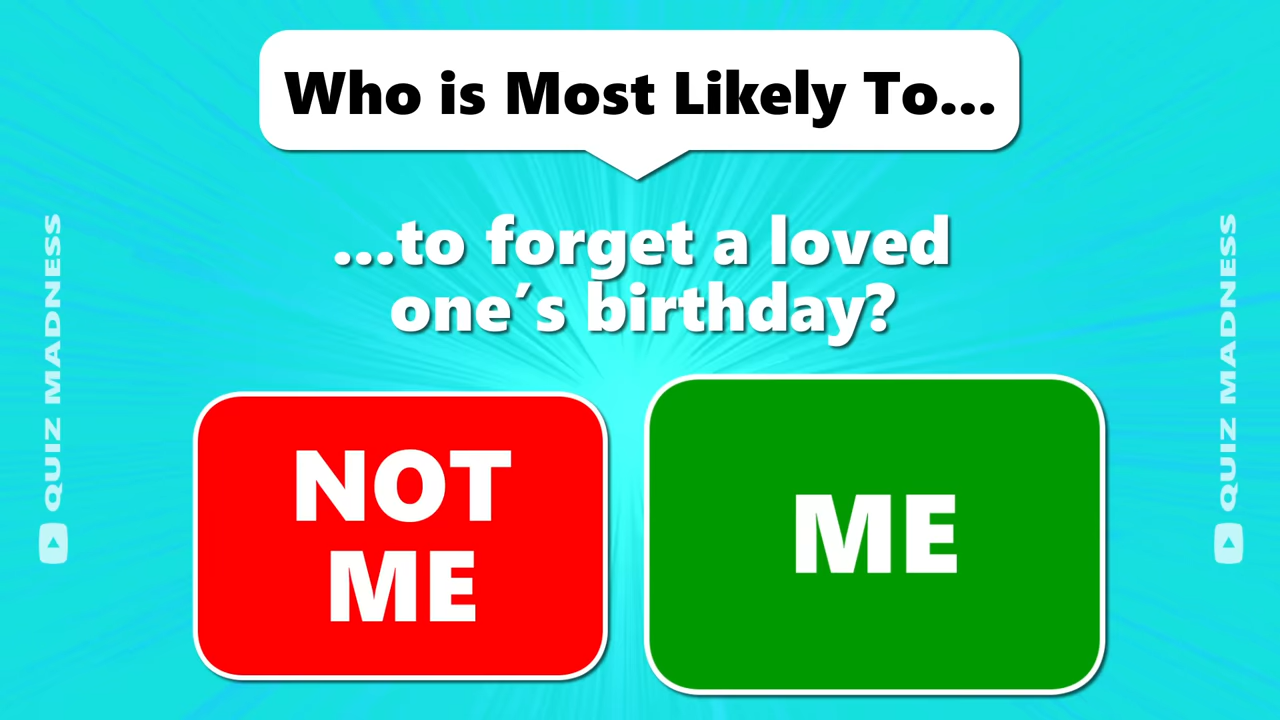 Who is Most Likely To...
...to forget a loved
one´s birthday?
NOT
ME
ME
QUIZ MADNESS
QUIZ MADNESS